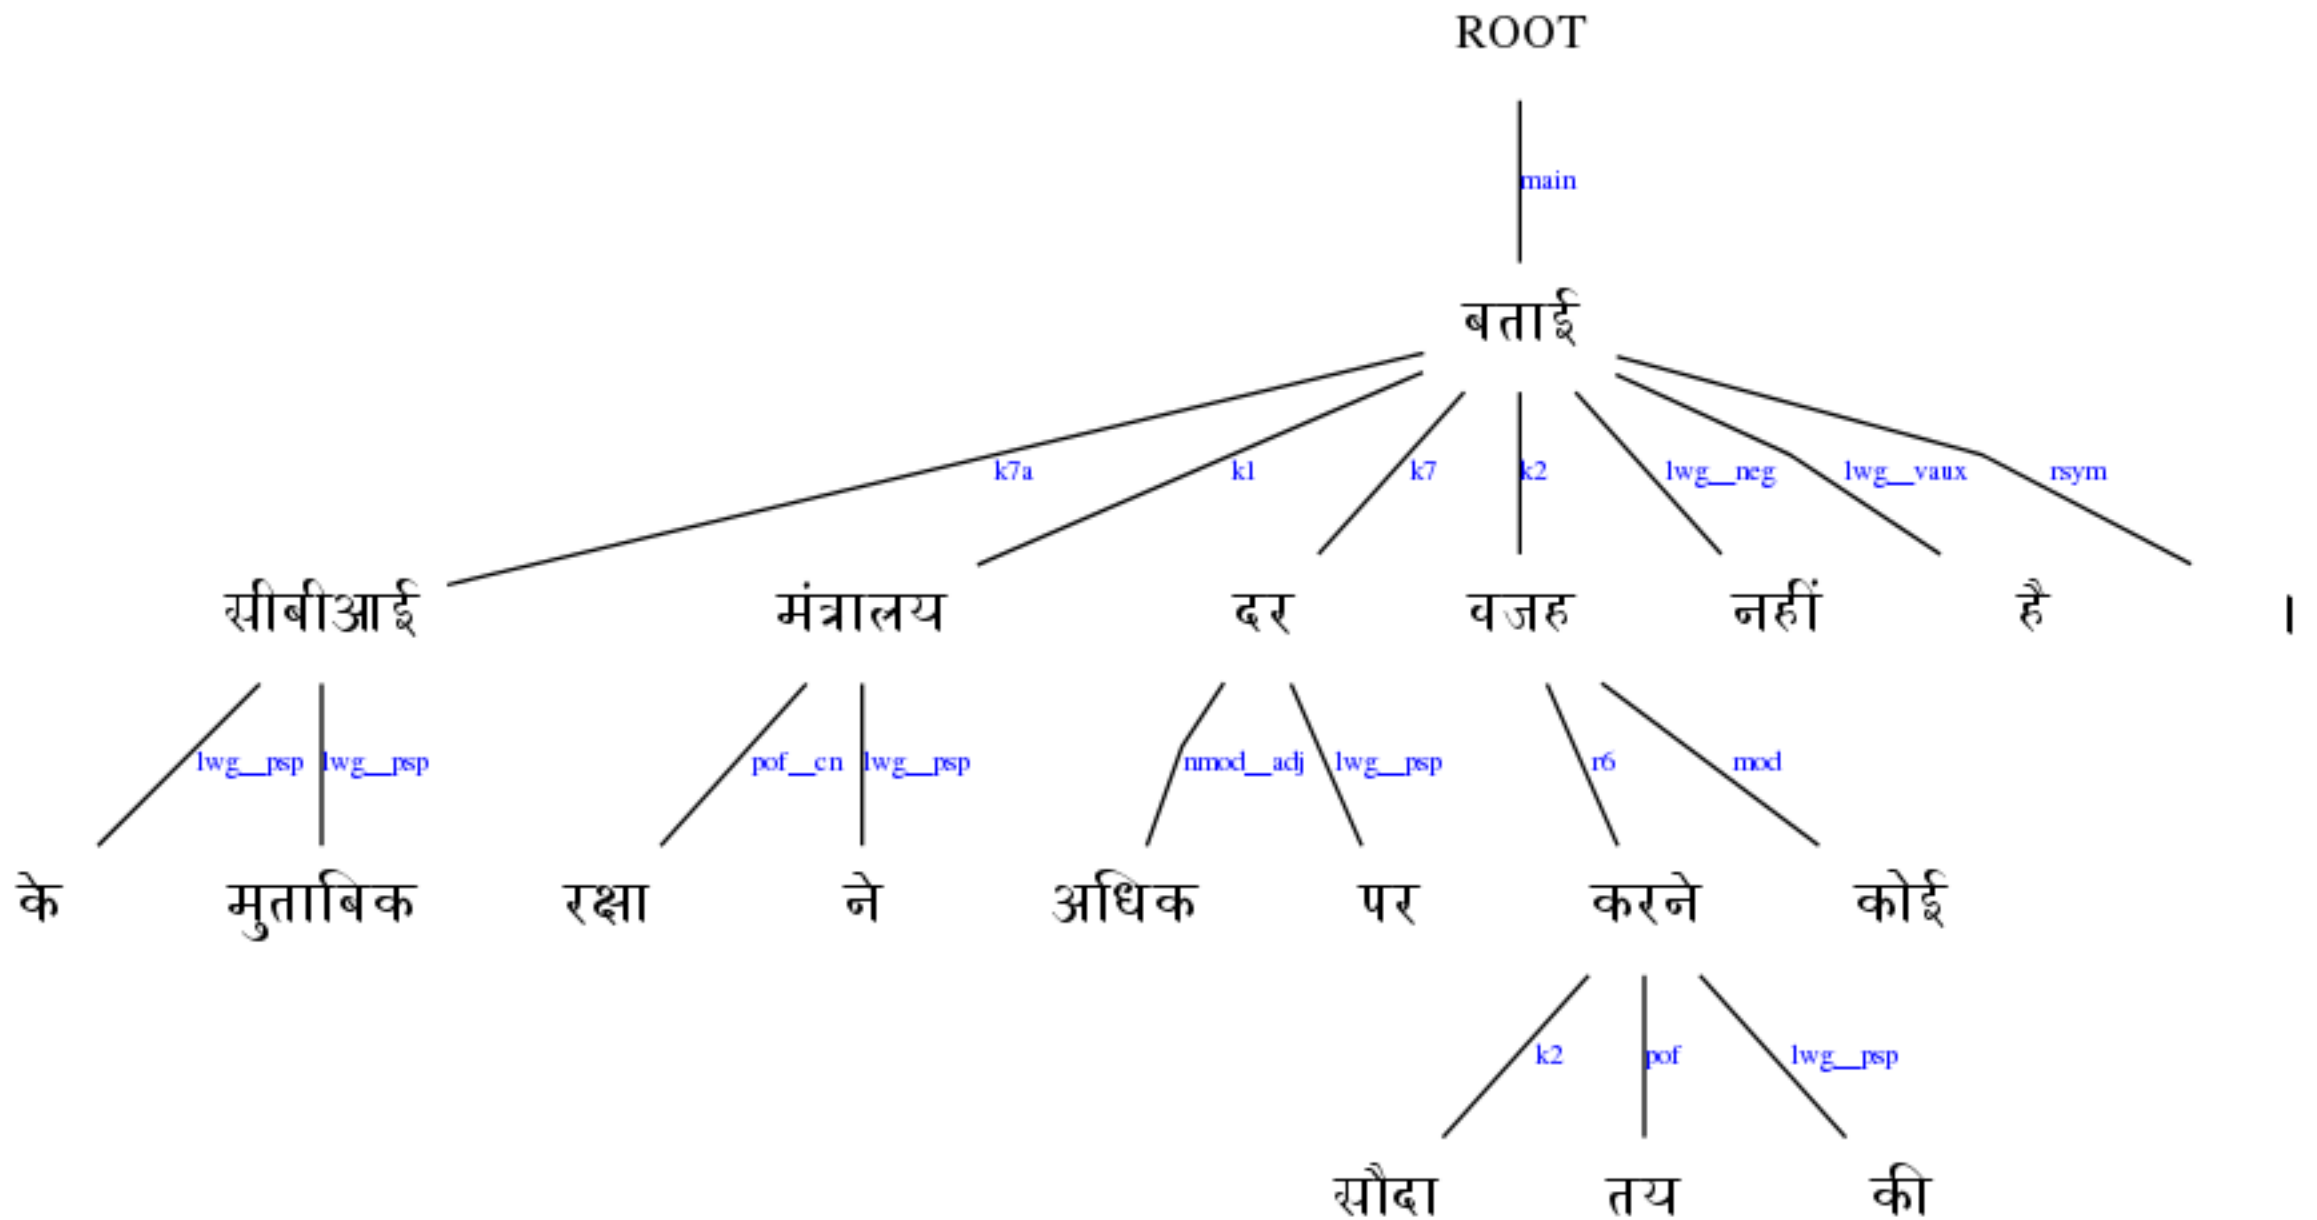 ROOT
main
बताई
k7a k1 k7 k2 lwg__neg lwg__vaux rsym
सीबीआई मंत्रालय दर वजह नहीं है ।
lwg__psp lwg__psp pof__cn lwg__psp nmod__adj lwg__psp r6 mod
के मुताबिक रक्षा ने अधिक पर करने कोई
k2 pof lwg__psp
सौदा तय की